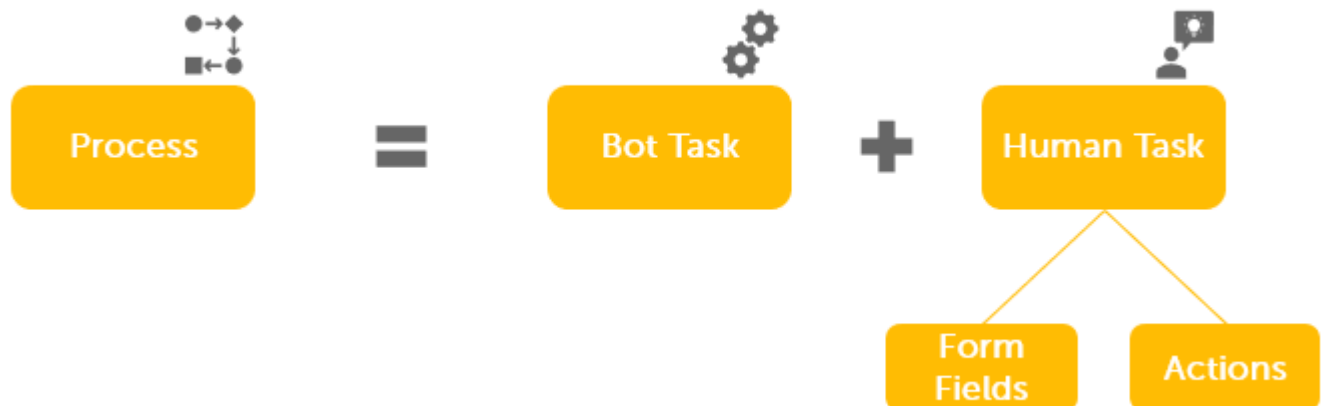 Process
Bot Task
Human Task
Form
Fields
Actions